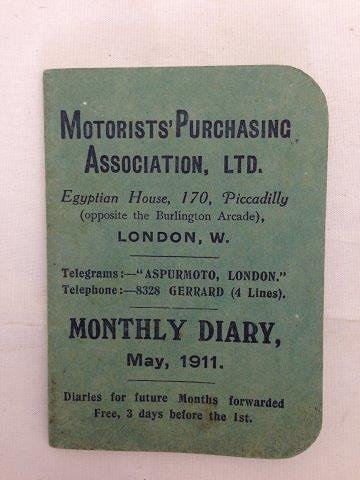 MOTORISTS' PURCHASING
ASSOCIATION, LTD.
Egyptian House, 170, Piccadilly
(opposite the Burlington Arcade),
LONDON, W.
Telegrams:—"ASPURMOTO, LONDON."
Telephone:—8328 GERRARD (4 Lines).
MONTHLY DIARY,
May, 1911.
Diaries for future Months forwarded
Free, 3 days before the 1st.